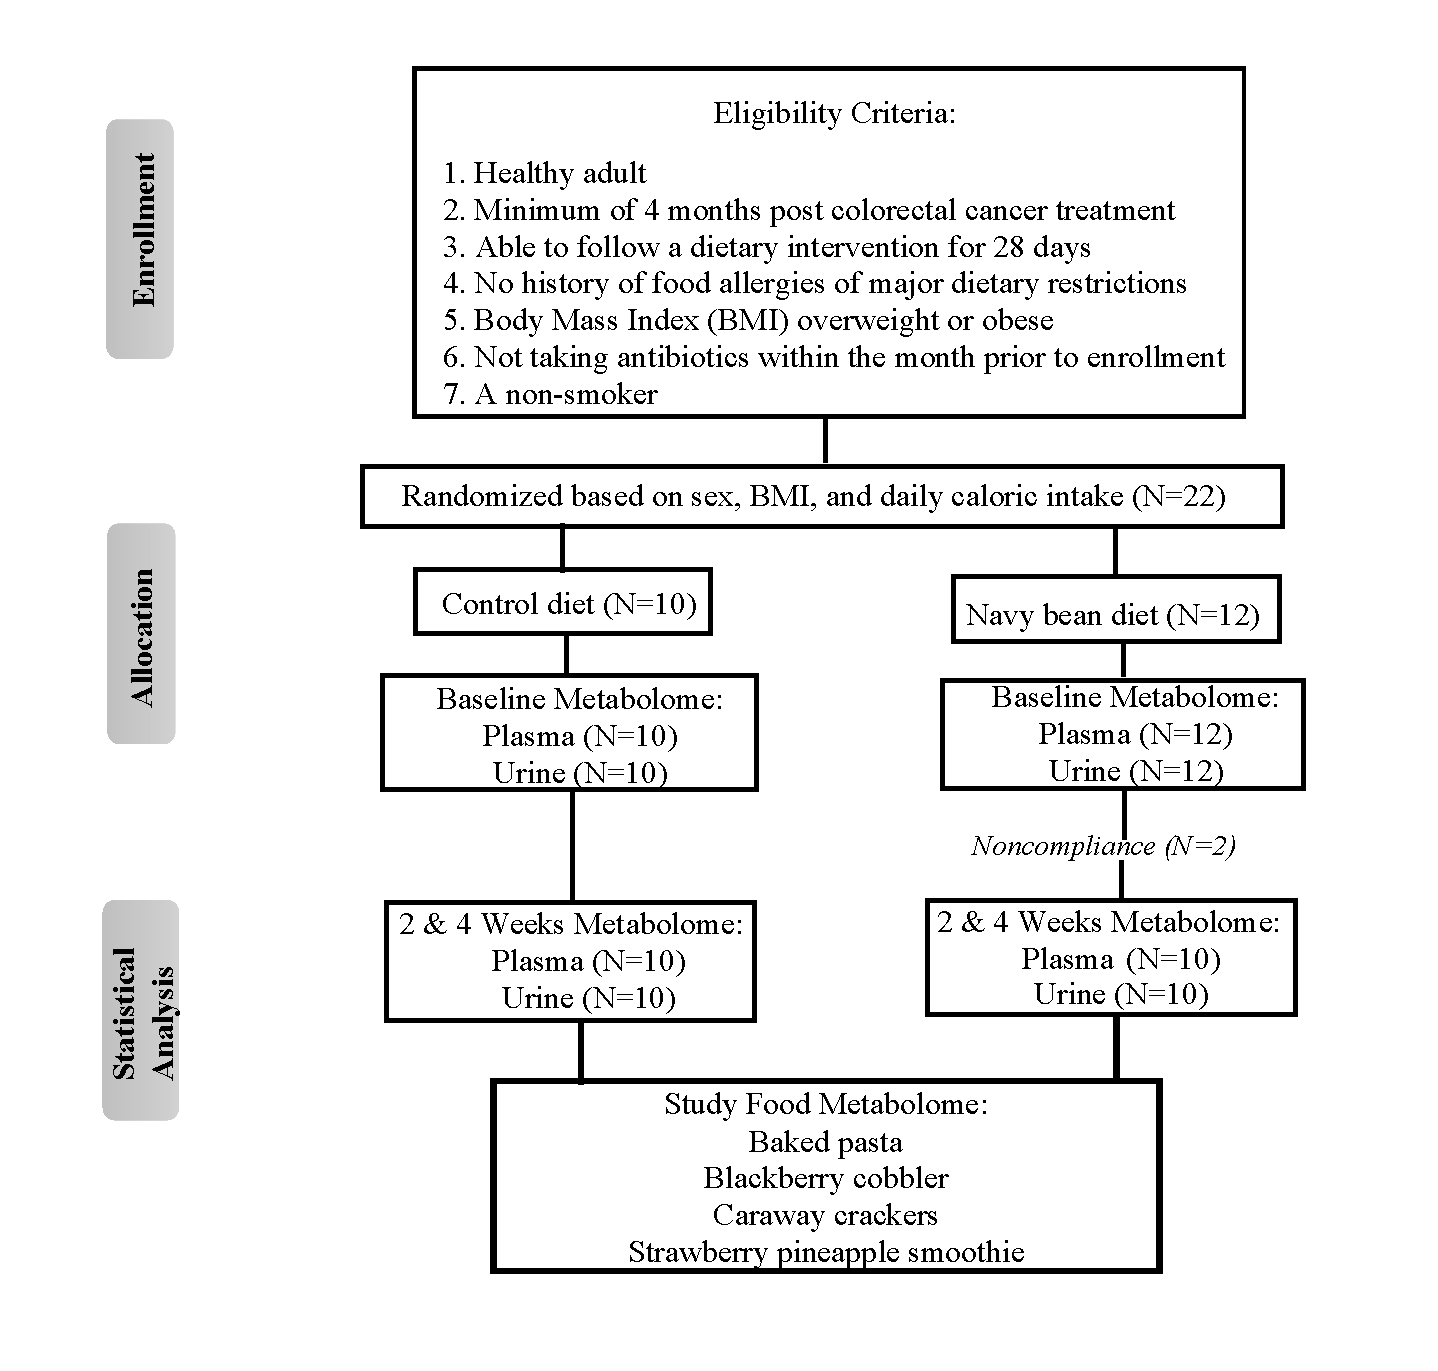 Enrollment
Eligibility Criteria:
1. Healthy adult
2. Minimum of 4 months post colorectal cancer treatment
3. Able to follow a dietary intervention for 28 days
4. No history of food allergies of major dietary restrictions
5. Body Mass Index (BMI) overweight or obese
6. Not taking antibiotics within the month prior to enrollment
7. A non-smoker
Randomized based on sex, BMI, and daily caloric intake (N=22)
Allocation
Control diet (N=10)
Navy bean diet (N=12)
Baseline Metabolome:
Plasma (N=10)
Urine (N=10)
Baseline Metabolome:
Plasma (N=12)
Urine (N=12)
Noncompliance (N=2)
Statistical
Analysis
2 & 4 Weeks Metabolome:
Plasma (N=10)
Urine (N=10)
2 & 4 Weeks Metabolome:
Plasma (N=10)
Urine (N=10)
Study Food Metabolome:
Baked pasta
Blackberry cobbler
Caraway crackers
Strawberry pineapple smoothie